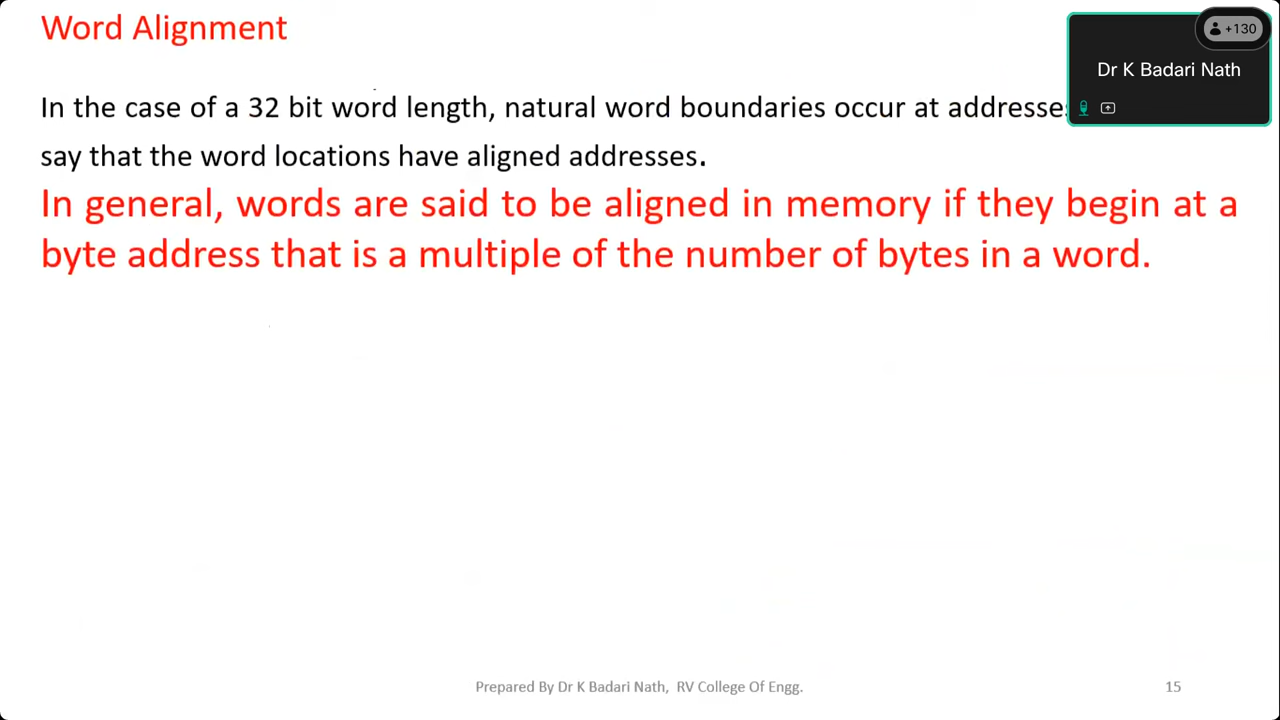 Word Alignment
+130
Dr K Badari Nath
In the case of a 32 bit word length, natural word boundaries occur at addresses
say that the word locations have aligned addresses.
In general, words are said to be aligned in memory if they begin at a
byte address that is a multiple of the number of bytes in a word.
Prepared By Dr K Badari Nath, RV College Of Engg.
15